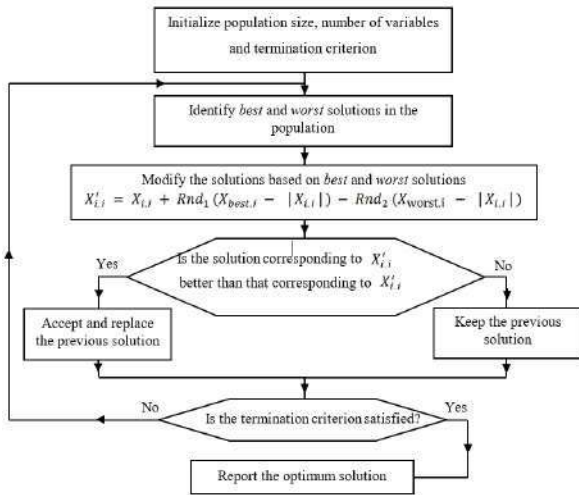 Initialize population size, number of variables
and termination criterion
Identify best and worst solutions in the
population
Modify the solutions based on best and worst solutions
X′i,i = Xi,i + Rnd1 (Xbest,i − |Xi,i|) − Rnd2 (Xworst,i − |Xi,i|)
Is the solution corresponding to X′i,i
better than that corresponding to X′i,i
Yes
No
Accept and replace
the previous solution
Keep the previous
solution
No
Is the termination criterion satisfied?
Yes
Report the optimum solution